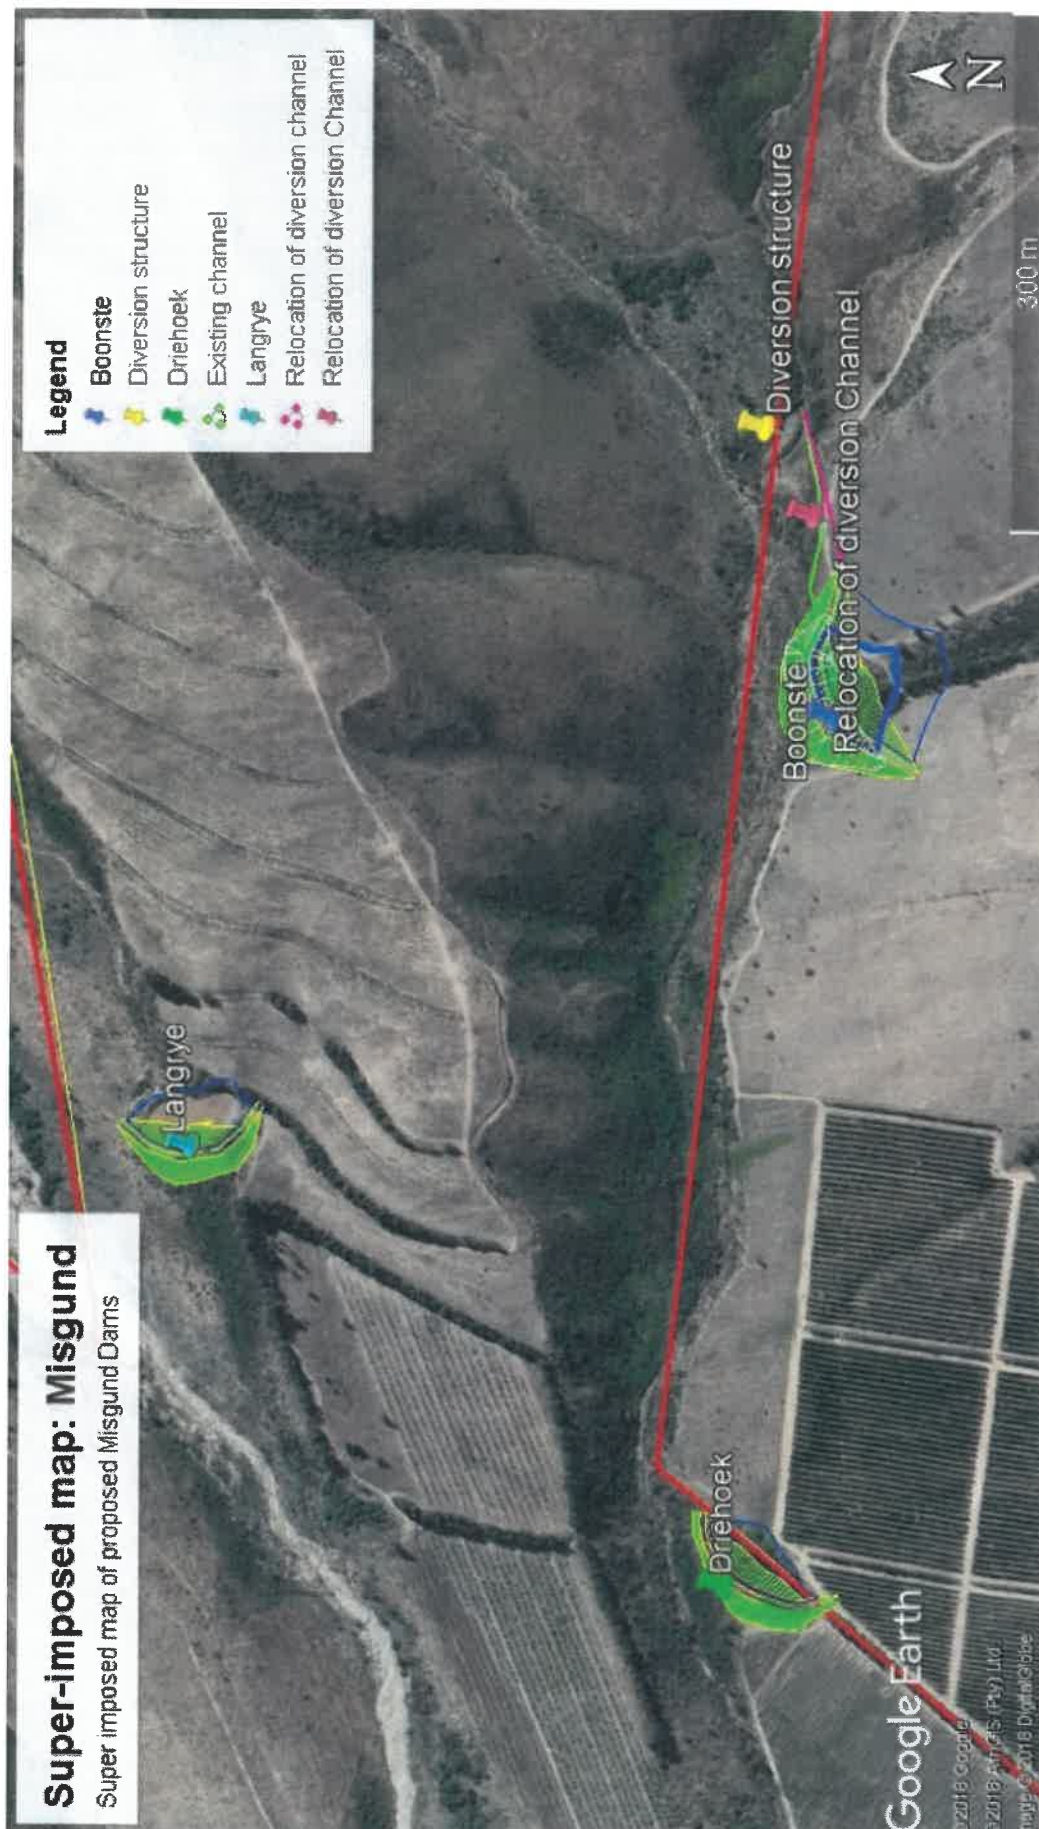 Super-imposed map: Misgund
Super imposed map of proposed Misgund Dams
Legend
Boonste
Diversion structure
Driehoek
Existing channel
Langrye
Relocation of diversion channel
Relocation of diversion Channel
Langrye
Driehoek
Boonste
Relocation of diversion Channel
Diversion structure
Google Earth
N
300 m